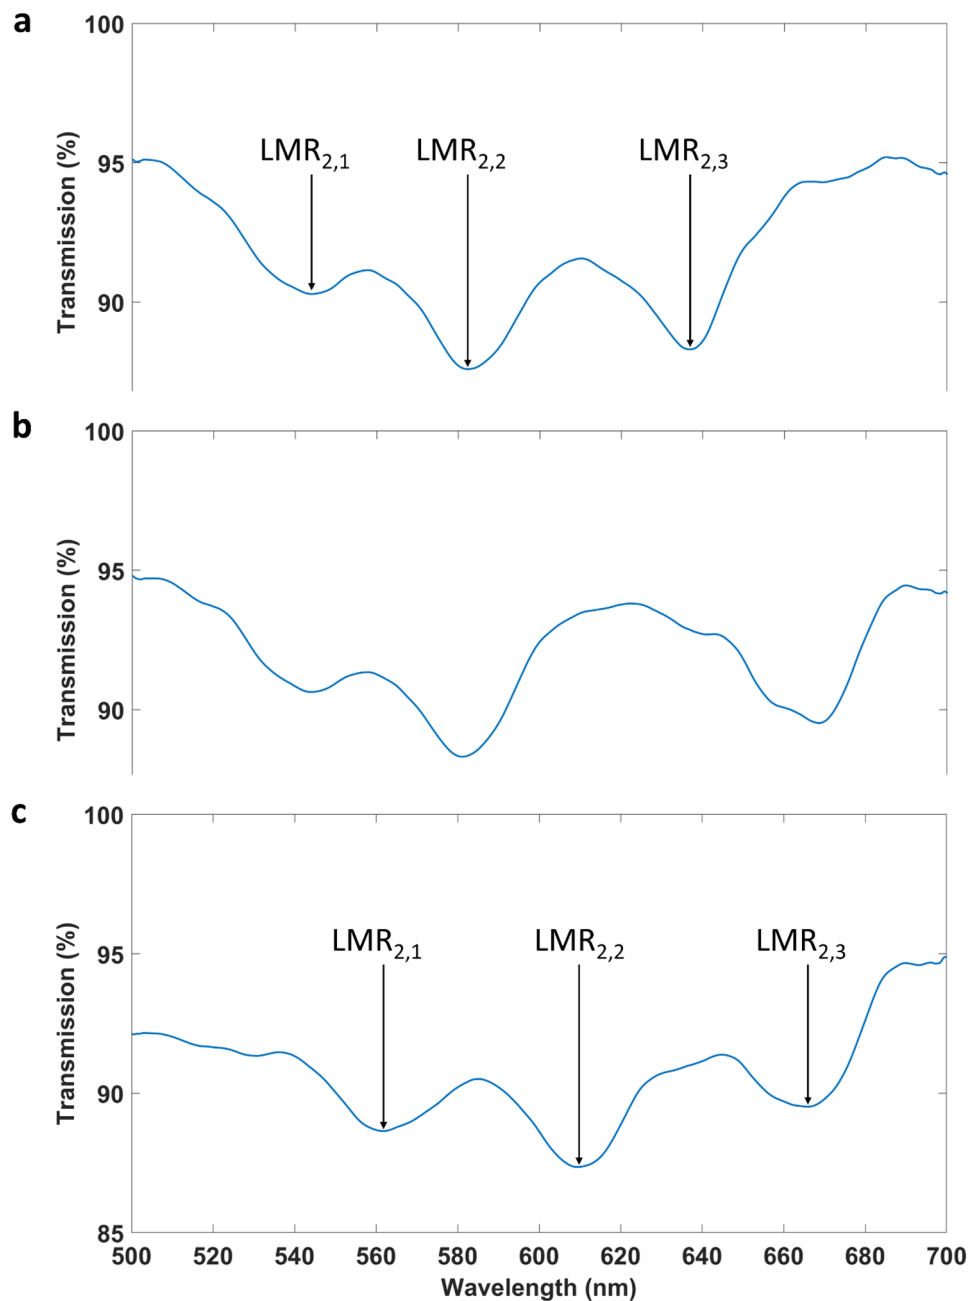 a
100
95
90
Transmission (%)
LMR2,1 LMR2,2 LMR2,3
b
100
95
90
Transmission (%)
c
100
95
90
85
Transmission (%)
LMR2,1 LMR2,2 LMR2,3
500 520 540 560 580 600 620 640 660 680 700
Wavelength (nm)